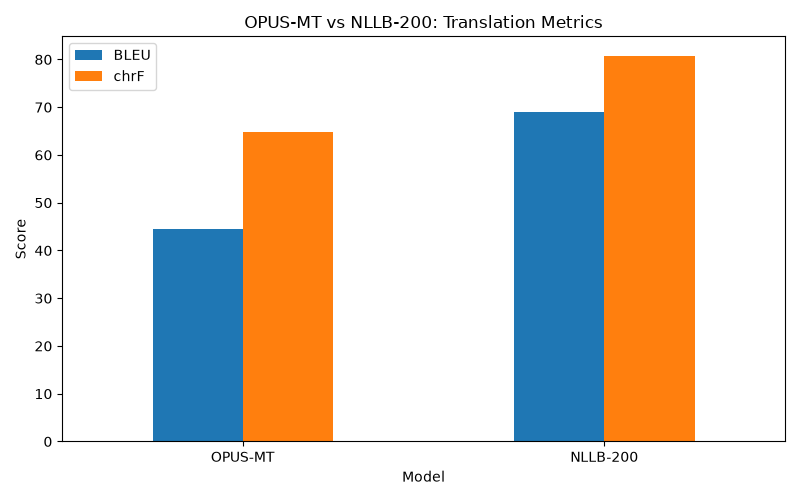 OPUS-MT vs NLLB-200: Translation Metrics
BLEU
chrF
80
70
60
50
40
30
20
10
0
Score
OPUS-MT
NLLB-200
Model